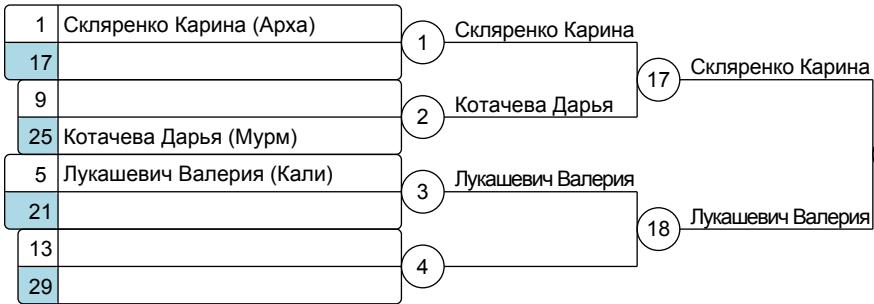 1 Скляренко Карина (Арха)
17
1
Скляренко Карина
9
25 Котачева Дарья (Мурм)
2
Котачева Дарья
17
Скляренко Карина
5 Лукашевич Валерия (Кали)
21
3
Лукашевич Валерия
13
29
4
18
Лукашевич Валерия